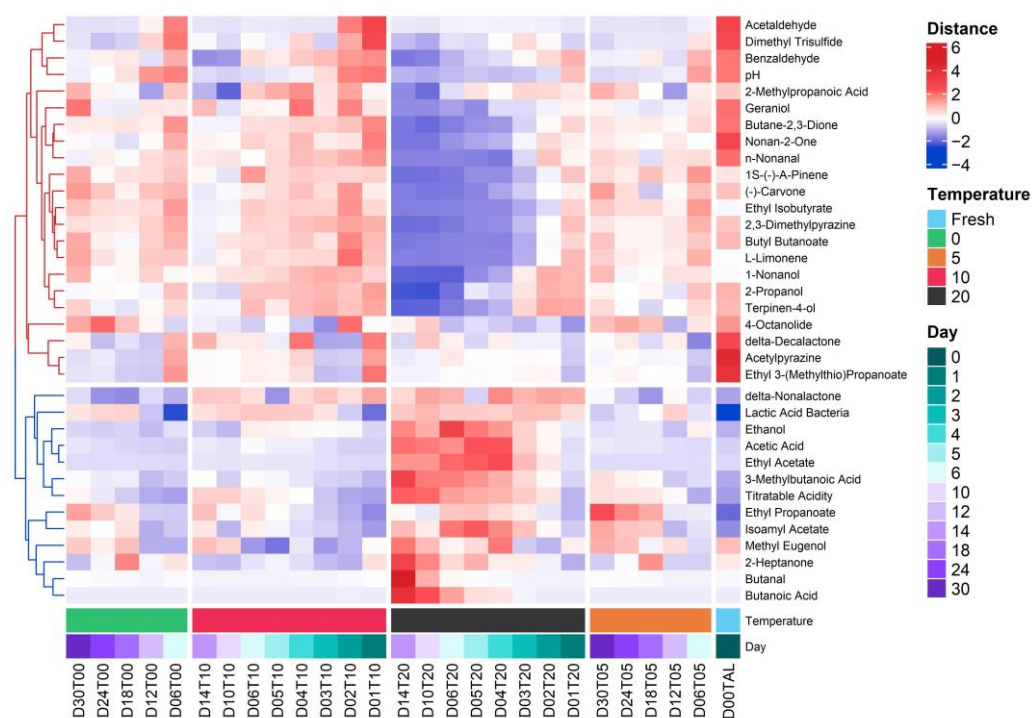 Acetaldehyde
Dimethyl Trisulfide
Benzaldehyde
pH
2-Methylpropanoic Acid
Geraniol
Butane-2,3-Dione
Nonan-2-One
n-Nonanal
1S-(-)-A-Pinene
(-)-Carvone
Ethyl Isobutyrate
2,3-Dimethylpyrazine
Butyl Butanoate
L-Limonene
1-Nonanol
2-Propanol
Terpinen-4-ol
4-Octanolide
delta-Decalactone
Acetylpyrazine
Ethyl 3-(Methylthio)Propanoate
delta-Nonalactone
Lactic Acid Bacteria
Ethanol
Acetic Acid
Ethyl Acetate
3-Methylbutanoic Acid
Titratable Acidity
Ethyl Propanoate
Isoamyl Acetate
Methyl Eugenol
2-Heptanone
Butanal
Butanoic Acid
Temperature
Day
D30T00
D24T00
D18T00
D12T00
D06T00
D14T10
D10T10
D06T10
D05T10
D04T10
D03T10
D02T10
D01T10
D14T20
D10T20
D06T20
D05T20
D04T20
D03T20
D02T20
D01T20
D30T05
D24T05
D18T05
D12T05
D06T05
D00TAL
Distance
6
4
2
0
−2
−4
Temperature
Fresh
0
5
10
20
Day
0
1
2
3
4
5
6
10
12
14
18
24
30